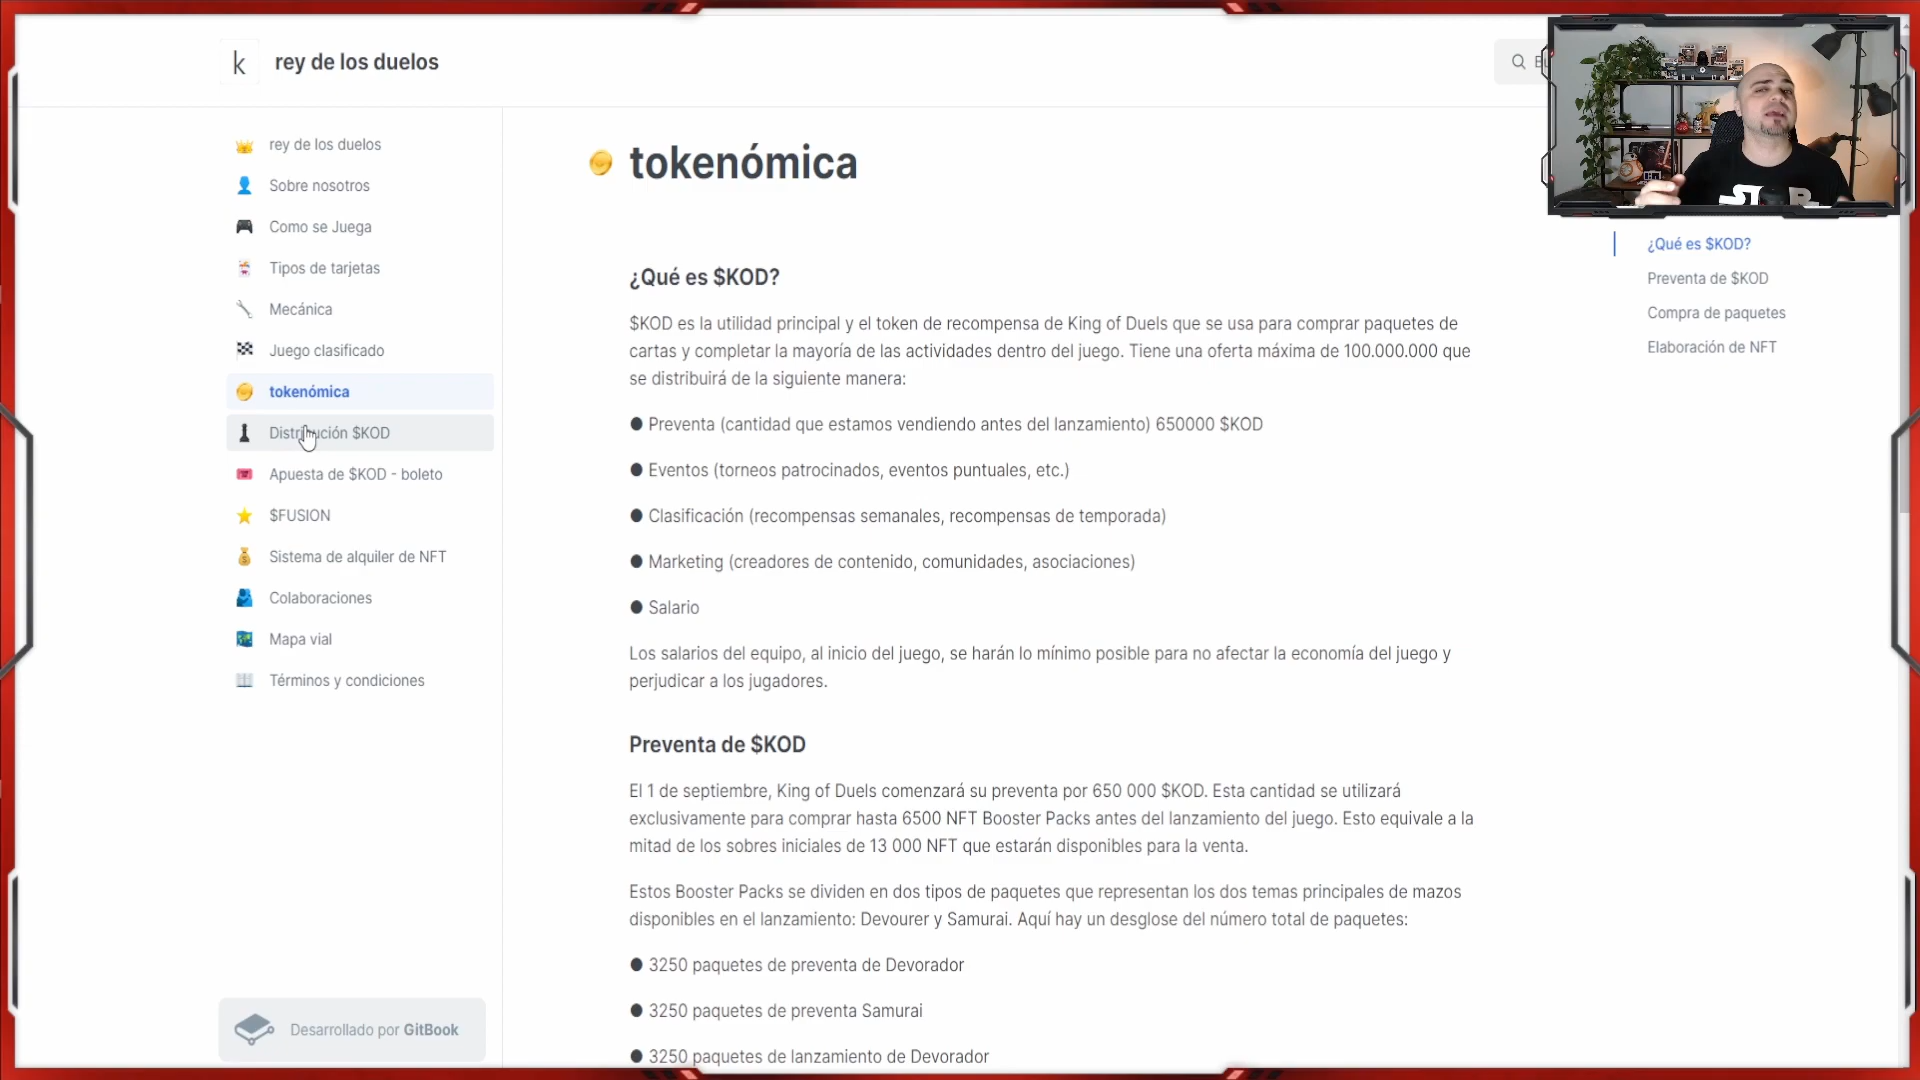 k
rey de los duelos
rey de los duelos
Sobre nosotros
Como se Juega
Tipos de tarjetas
Mecánica
Juego clasificado
tokenómica
Distribución $KOD
Apuesta de $KOD - boleto
$FUSION
Sistema de alquiler de NFT
Colaboraciones
Mapa vial
Términos y condiciones
Desarrollado por GitBook
tokenómica
¿Qué es $KOD?
$KOD es la utilidad principal y el token de recompensa de King of Duels que se usa para comprar paquetes de
cartas y completar la mayoría de las actividades dentro del juego. Tiene una oferta máxima de 100.000.000 que
se distribuirá de la siguiente manera:
● Preventa (cantidad que estamos vendiendo antes del lanzamiento) 650000 $KOD
● Eventos (torneos patrocinados, eventos puntuales, etc.)
● Clasificación (recompensas semanales, recompensas de temporada)
● Marketing (creadores de contenido, comunidades, asociaciones)
● Salario
Los salarios del equipo, al inicio del juego, se harán lo mínimo posible para no afectar la economía del juego y
perjudicar a los jugadores.
Preventa de $KOD
El 1 de septiembre, King of Duels comenzará su preventa por 650 000 $KOD. Esta cantidad se utilizará
exclusivamente para comprar hasta 6500 NFT Booster Packs antes del lanzamiento del juego. Esto equivale a la
mitad de los sobres iniciales de 13 000 NFT que estarán disponibles para la venta.
Estos Booster Packs se dividen en dos tipos de paquetes que representan los dos temas principales de mazos
disponibles en el lanzamiento: Devourer y Samurai. Aquí hay un desglose del número total de paquetes:
● 3250 paquetes de preventa de Devorador
● 3250 paquetes de preventa Samurai
● 3250 paquetes de lanzamiento de Devorador
¿Qué es $KOD?
Preventa de $KOD
Compra de paquetes
Elaboración de NFT